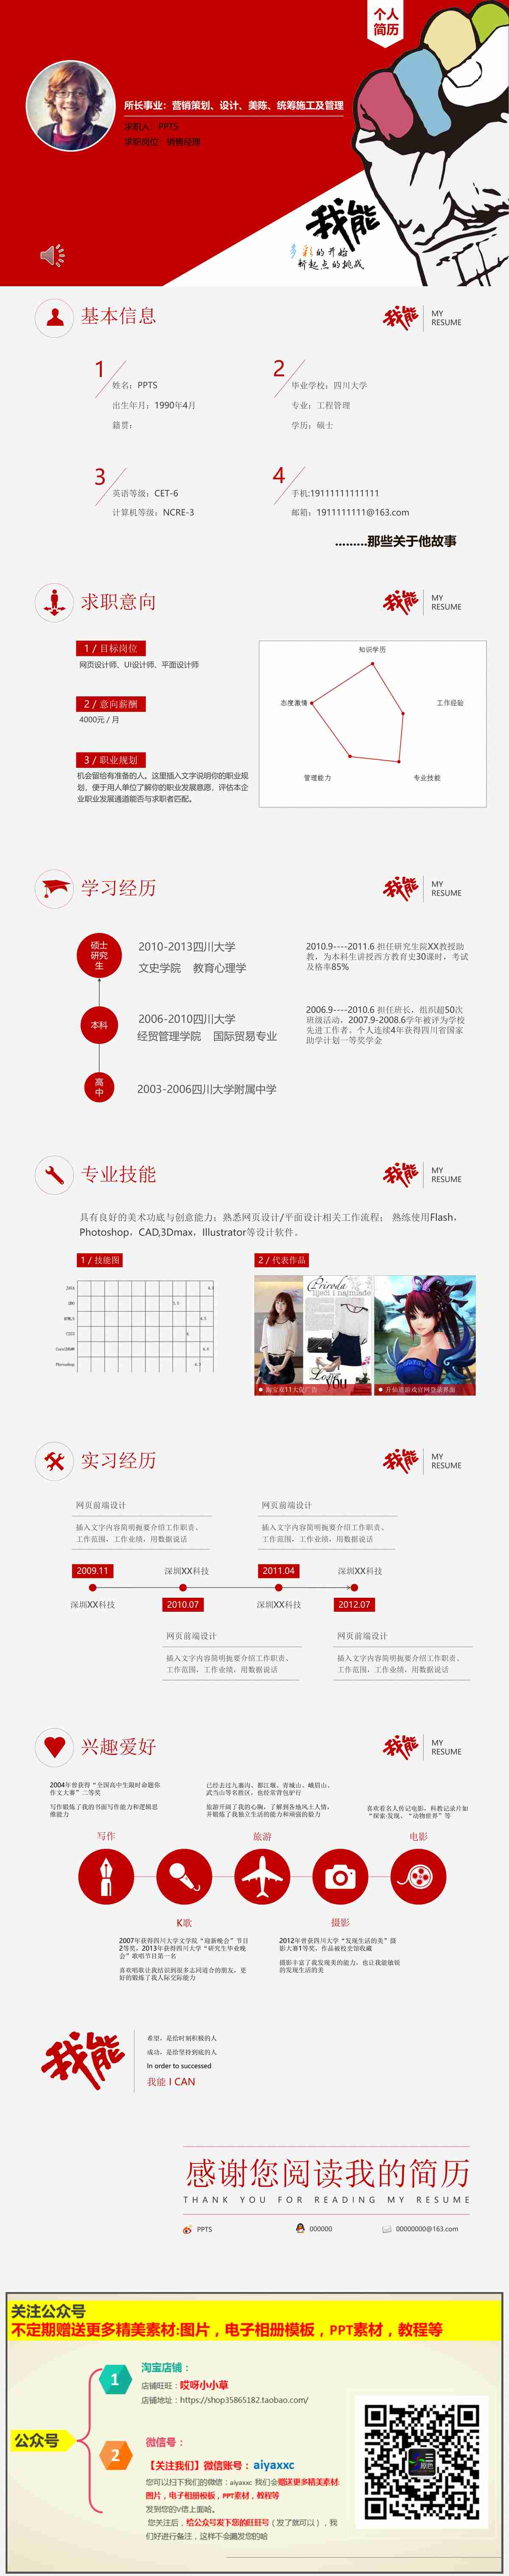 个人
简历
所长事业：营销策划、设计、美陈、统筹施工及管理
求职人：PPTS
求职岗位：销售经理
我能
多彩的开始
新起点的挑战
基本信息
我能
MY
RESUME
1
姓名：PPTS
出生年月：1990年4月
籍贯：
2
毕业学校：四川大学
专业：工程管理
学历：硕士
3
英语等级：CET-6
计算机等级：NCRE-3
4
手机:19111111111111
邮箱：1911111111@163.com
………那些关于他故事
求职意向
我能
MY
RESUME
1 / 目标岗位
网页设计师、UI设计师、平面设计师
2 / 意向薪酬
4000元 / 月
3 / 职业规划
机会留给有准备的人。这里插入文字说明你的职业规
划，便于用人单位了解你的职业发展意愿，评估本企
业职业发展通道能否与求职者匹配。
知识学历
态度激情
工作经验
管理能力
专业技能
学习经历
我能
MY
RESUME
硕士
研究
生
2010-2013四川大学
文史学院 教育心理学
2010.9----2011.6 担任研究生院XX教授助
教，为本科生讲授西方教育史30课时，考试
及格率85%
本科
2006-2010四川大学
经贸管理学院 国际贸易专业
2006.9----2010.6 担任班长，组织超50次
班级活动，2007.9-2008.6学年被评为学校
先进工作者、个人连续4年获得四川省国家
助学计划一等奖学金
高
中
2003-2006四川大学附属中学
专业技能
我能
MY
RESUME
具有良好的美术功底与创意能力；熟悉网页设计/平面设计相关工作流程； 熟练使用Flash，
Photoshop，CAD,3Dmax，Illustrator等设计软件。
1 / 技能图
HTML5
CSS3
CorelDRAW
Photoshop
2 / 代表作品
Priroda
liječi i najmlađe
Long
YOU
淘宝双11大促广告
升仙道游戏官网登录界面
实习经历
我能
MY
RESUME
网页前端设计
插入文字内容简明扼要介绍工作职责、
工作范围，工作业绩，用数据说话
网页前端设计
插入文字内容简明扼要介绍工作职责、
工作范围，工作业绩，用数据说话
2009.11
深圳XX科技
2011.04
深圳XX科技
深圳XX科技
2010.07
深圳XX科技
2012.07
网页前端设计
插入文字内容简明扼要介绍工作职责、
工作范围，工作业绩，用数据说话
网页前端设计
插入文字内容简明扼要介绍工作职责、
工作范围，工作业绩，用数据说话
兴趣爱好
我能
MY
RESUME
2004年曾获得“全国高中生限时命题你
作文大赛”二等奖
写作锻炼了我的书面写作能力和逻辑思
维能力
已经去过九寨沟、都江堰、青城山、峨眉山、
武当山等名胜区，也经常背包驴行
旅游开阔了我的心胸，了解到各地风土人情，
并锻炼了我独立生活的能力和顽强的毅力
喜欢看名人传记电影，科教记录片如
“探索·发现、“动物世界”等
写作
旅游
电影
K歌
摄影
2007年获得四川大学文学院“迎新晚会”节目
2等奖，2013年获得四川大学“研究生毕业晚
会”歌唱节目第一名
喜欢唱歌让我结识到很多志同道合的朋友，更
好的锻炼了我人际交际能力
2012年曾获四川大学“发现生活的美”摄
影大赛1等奖，作品被校史馆收藏
摄影丰富了我发现美的能力，也让我能敏锐
的发现生活的美
我能
希望，是给时刻积极的人
成功，是给坚持到底的人
In order to successed
我能 I CAN
感谢您阅读我的简历
THANK YOU FOR READING MY RESUME
PPTS
000000
00000000@163.com
关注公众号
不定期赠送更多精美素材:图片，电子相册模板，PPT素材，教程等
公众号
1
淘宝店铺：
店铺旺旺：哎呀小小草
店铺地址：https://shop35865182.taobao.com/
2
微信号：
【关注我们】微信账号：aiyaxxc
您可以扫下我们的微信：aiyaxxc 我们会赠送更多精美素材:
图片，电子相册模板，PPT素材，教程等
发到您的V信上面哈。
您关注后，给公众号发下您的旺旺号（发了就可以），我
们好进行备注，这样不会漏发您的哈